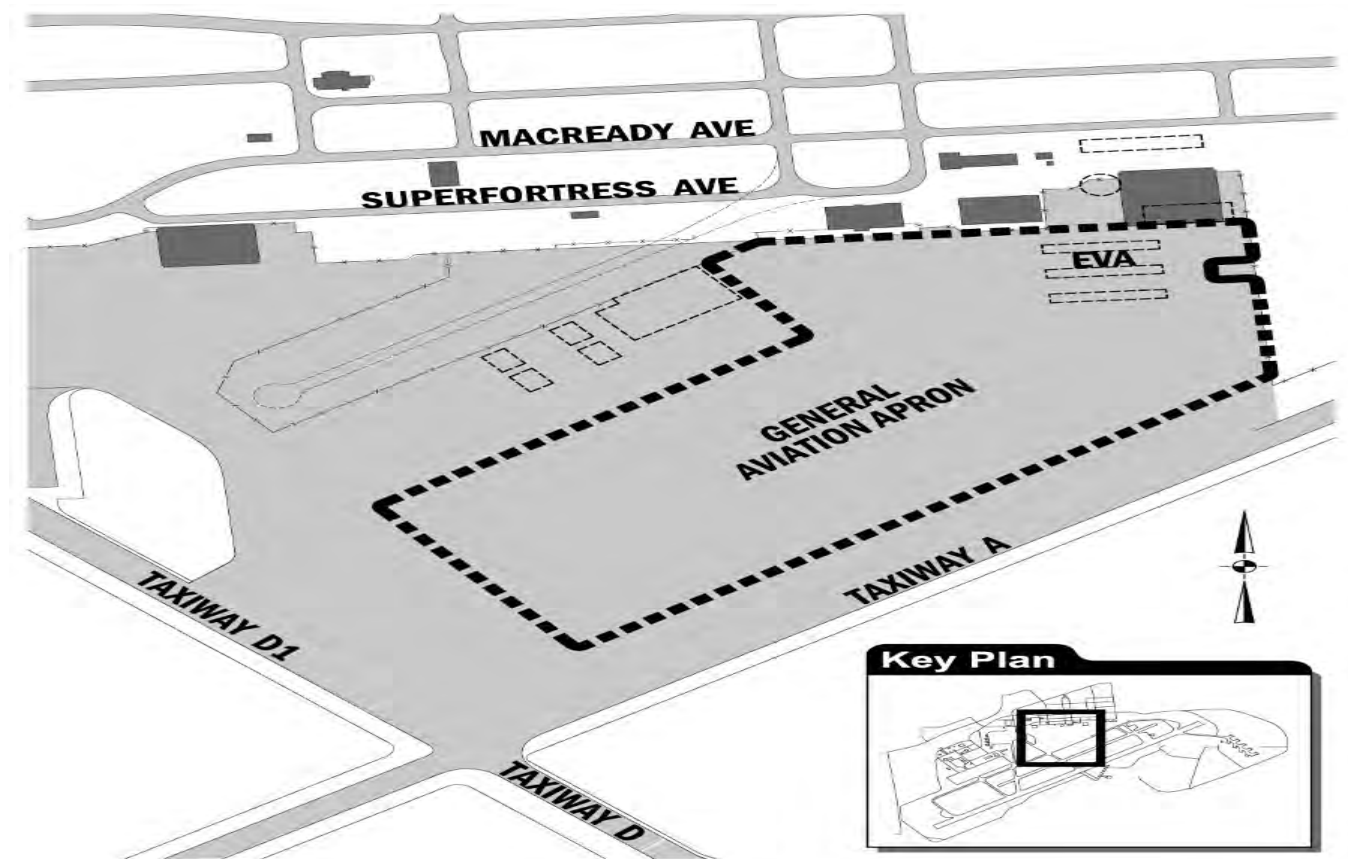 MACREADY AVE
SUPERFORTRESS AVE
EVA
GENERAL
AVIATION APRON
TAXIWAY A
TAXIWAY D1
TAXIWAY D
Key Plan